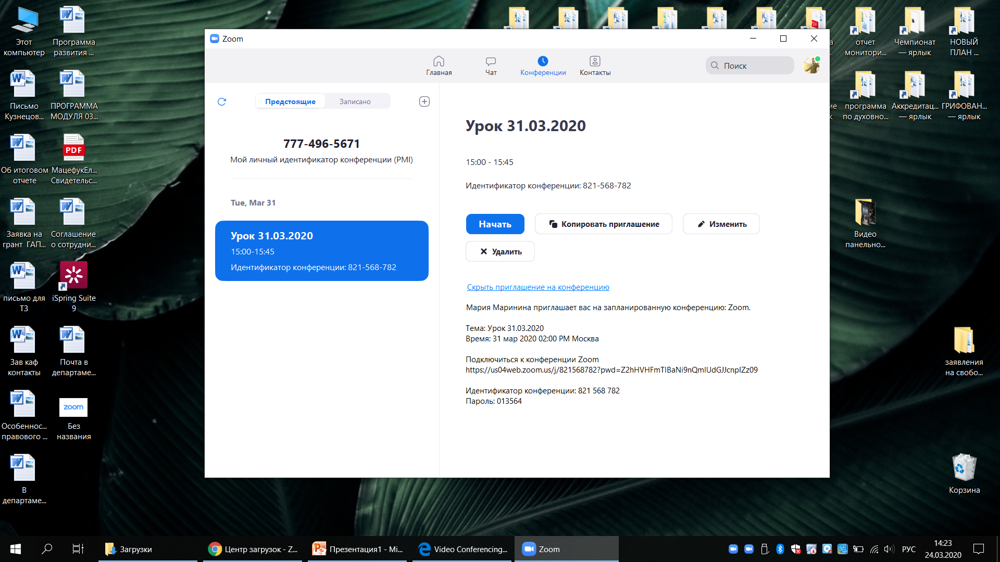 Этот
компьютер
Программа
развития ...
Письмо
Кузнецов...
ПРОГРАММА
МОДУЛЯ 03...
Об итоговом
отчете
PDF
МацефукЕл...
Свидетельс...
Заявка на
грант ГАП...
Соглашение
о сотрудни...
письмо для
ТЗ
iSpring Suite
9
Зав каф
контакты
Почта в
департаме...
Особеннос...
правового ...
zoom
Без
названия
В
департаме...
Zoom
Главная
Чат
Конференции
Контакты
Поиск
Предстоящие
Записано
777-496-5671
Мой личный идентификатор конференции (PMI)
Tue, Mar 31
Урок 31.03.2020
15:00-15:45
Идентификатор конференции: 821-568-782
Урок 31.03.2020
15:00 - 15:45
Идентификатор конференции: 821-568-782
Начать
Копировать приглашение
Изменить
Удалить
Скрыть приглашение на конференцию
Мария Маринина приглашает вас на запланированную конференцию: Zoom.
Тема: Урок 31.03.2020
Время: 31 мар 2020 02:00 PM Москва
Подключиться к конференции Zoom
https://us04web.zoom.us/j/821568782?pwd=Z2hHVHFmTlBaNi9nQmlUdGJJcnpIZz09
Идентификатор конференции: 821 568 782
Пароль: 013564
PDF
отчет
монитори...
Чемпионат
— ярлык
НОВЫЙ
ПЛАН ...
программа
по духовно...
Аккредитац...
— ярлык
ГРИФОВАН...
— ярлык
Видео
панельно...
заявления
на свобо...
Корзина
Загрузки
Центр загрузок - Z...
Презентация1 - Mi...
Video Conferencing...
Zoom
РУС
14:23
24.03.2020